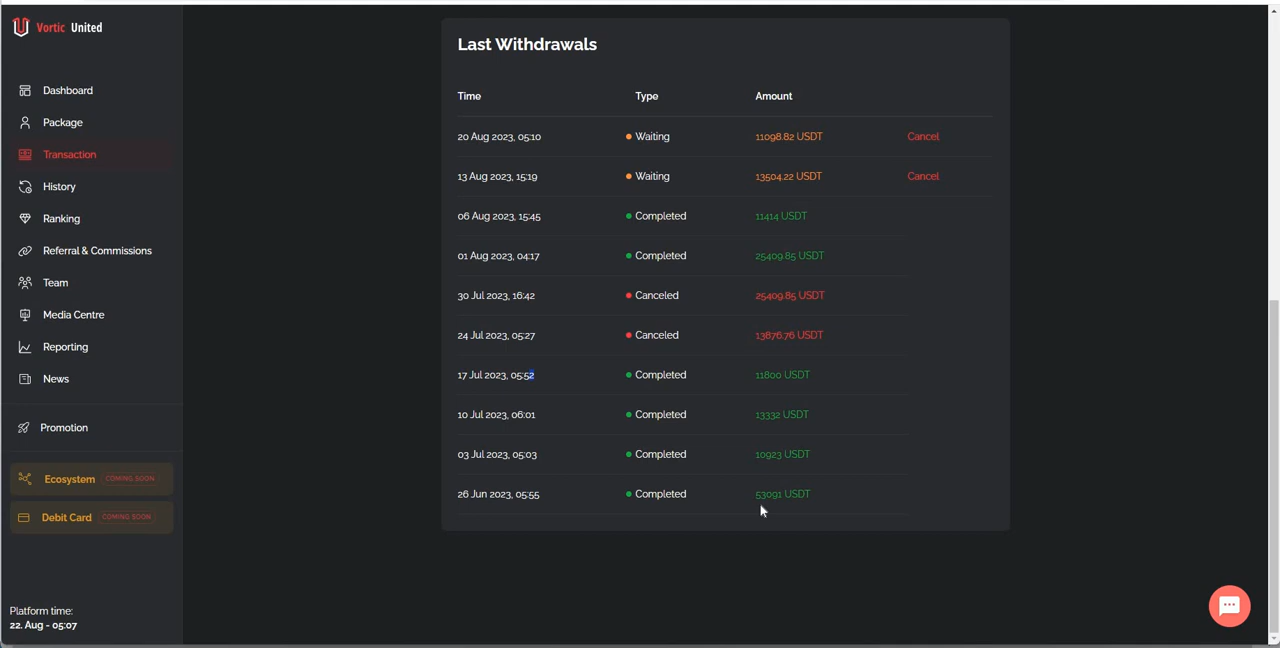 Vortic United
Dashboard
Package
Transaction
History
Ranking
Referral & Commissions
Team
Media Centre
Reporting
News
Promotion
Ecosystem COMING SOON
Debit Card COMING SOON
Platform time:
22. Aug - 05:07
Last Withdrawals
Time Type Amount
20 Aug 2023, 05:10 Waiting 11098.82 USDT Cancel
13 Aug 2023, 15:19 Waiting 13504.22 USDT Cancel
06 Aug 2023, 15:45 Completed 11414 USDT
01 Aug 2023, 04:17 Completed 25409.85 USDT
30 Jul 2023, 16:42 Canceled 25409.85 USDT
24 Jul 2023, 05:27 Canceled 13876.76 USDT
17 Jul 2023, 05:52 Completed 11800 USDT
10 Jul 2023, 06:01 Completed 13332 USDT
03 Jul 2023, 05:03 Completed 10923 USDT
26 Jun 2023, 05:55 Completed 53091 USDT